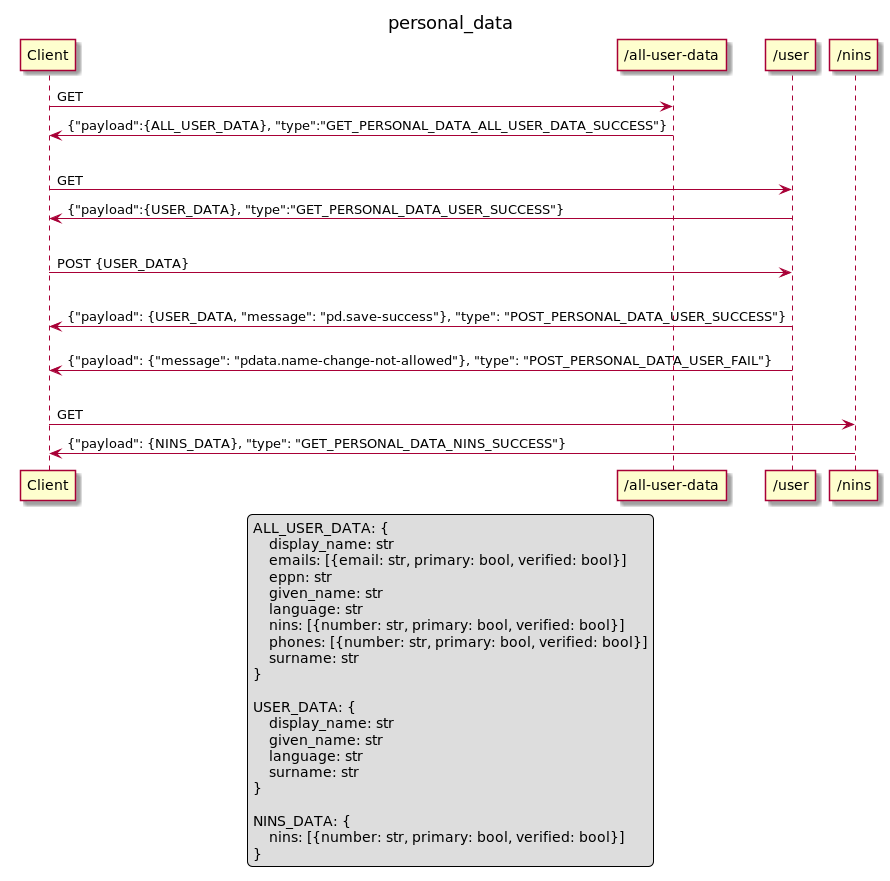 personal_data
Client /all-user-data /user /nins
GET
{"payload":{ALL_USER_DATA}, "type":"GET_PERSONAL_DATA_ALL_USER_DATA_SUCCESS"}
GET
{"payload":{USER_DATA}, "type":"GET_PERSONAL_DATA_USER_SUCCESS"}
POST {USER_DATA}
{"payload": {USER_DATA, "message": "pd.save-success"}, "type": "POST_PERSONAL_DATA_USER_SUCCESS"}
{"payload": {"message": "pdata.name-change-not-allowed"}, "type": "POST_PERSONAL_DATA_USER_FAIL"}
GET
{"payload": {NINS_DATA}, "type": "GET_PERSONAL_DATA_NINS_SUCCESS"}
Client /all-user-data /user /nins
ALL_USER_DATA: {
display_name: str
emails: [{email: str, primary: bool, verified: bool}]
eppn: str
given_name: str
language: str
nins: [{number: str, primary: bool, verified: bool}]
phones: [{number: str, primary: bool, verified: bool}]
surname: str
}
USER_DATA: {
display_name: str
given_name: str
language: str
surname: str
}
NINS_DATA: {
nins: [{number: str, primary: bool, verified: bool}]
}